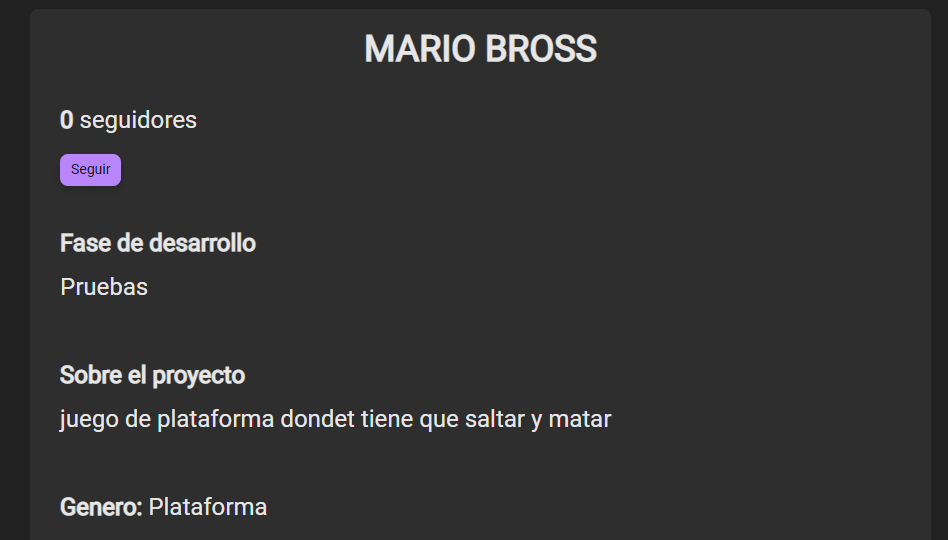 MARIO BROSS
0 seguidores
Seguir
Fase de desarrollo
Pruebas
Sobre el proyecto
juego de plataforma dondet tiene que saltar y matar
Genero: Plataforma